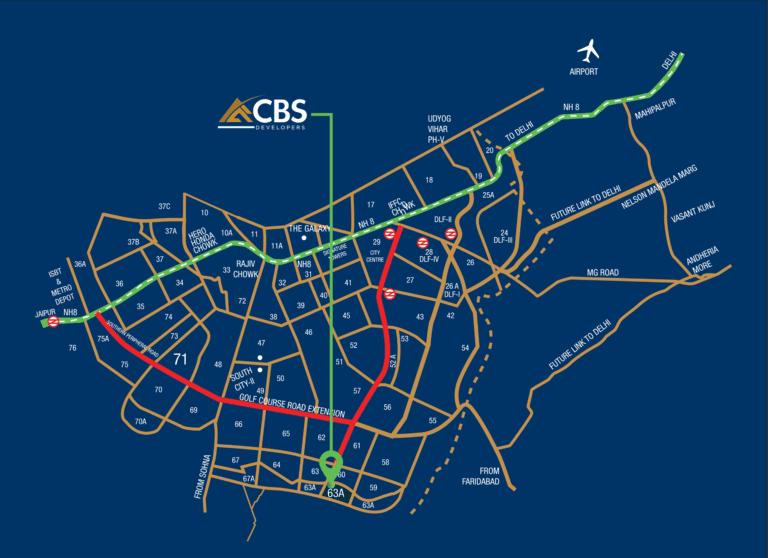 AIRPORT
DELHI
CBS
DEVELOPERS
NH 8
MAHIPALPUR
UDYOG
VIHAR
PH-V
TO DELHI
20
19
18
17
25A
IFFC
CHOWK
NH 8
DLF-II
24
DLF-III
FUTURE LINK TO DELHI
NELSON MANDELA MARG
VASANT KUNJ
ANDHERIA
MORE
MG ROAD
37C
10
37A
37B
HERO
HONDA
CHOWK
10A
11
11A
THE GALAXY
SIGNATURE
TOWERS
29
CITY
CENTRE
28
DLF-IV
26
ISBT
&
METRO
DEPOT
36A
37
33
RAJIV
CHOWK
NH8
31
32
36
35
34
72
38
39
40
41
27
26 A
DLF-I
43
42
JAIPUR
NH8
SOUTHERN PERIPHERAL ROAD
74
73
76
75A
75
71
70
70A
69
48
47
46
SOUTH
CITY-II
49
50
51
52
52 A
53
54
57
56
55
FUTURE LINK TO DELHI
GOLF COURSE ROAD EXTENSION
66
65
62
61
58
67
64
63
60
59
67A
63A
63A
63A
FROM SOHNA
FROM
FARIDABAD